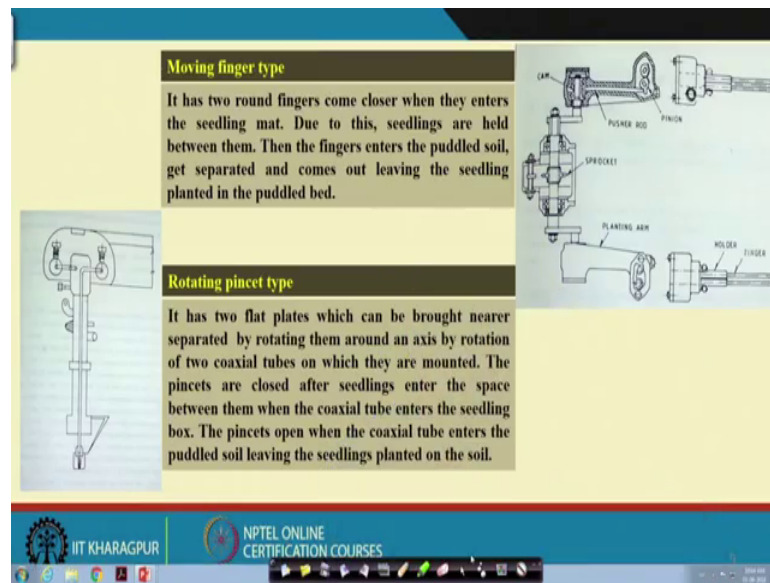 Moving finger type
It has two round fingers come closer when they enters
the seedling mat. Due to this, seedlings are held
between them. Then the fingers enters the puddled soil,
get separated and comes out leaving the seedling
planted in the puddled bed.
CAM
PUSHER ROD
PINION
SPROCKET
PLANTING ARM
HOLDER
FINGER
Rotating pincet type
It has two flat plates which can be brought nearer
separated by rotating them around an axis by rotation
of two coaxial tubes on which they are mounted. The
pincets are closed after seedlings enter the space
between them when the coaxial tube enters the seedling
box. The pincets open when the coaxial tube enters the
puddled soil leaving the seedlings planted on the soil.
IIT KHARAGPUR
NPTEL ONLINE
CERTIFICATION COURSES